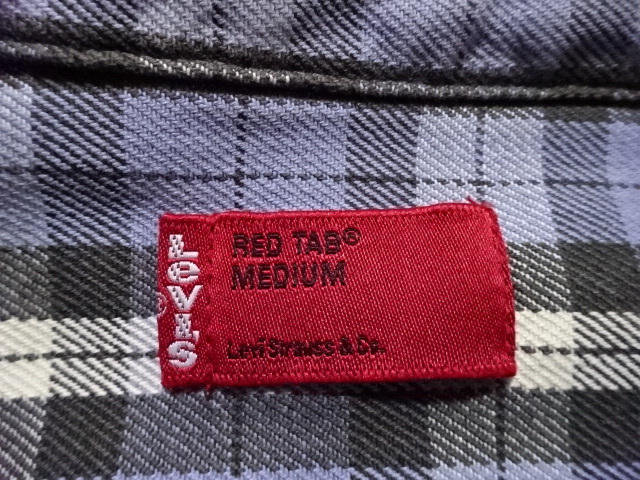 LEVI'S
®
RED TAB®
MEDIUM
Levi Strauss & Co.